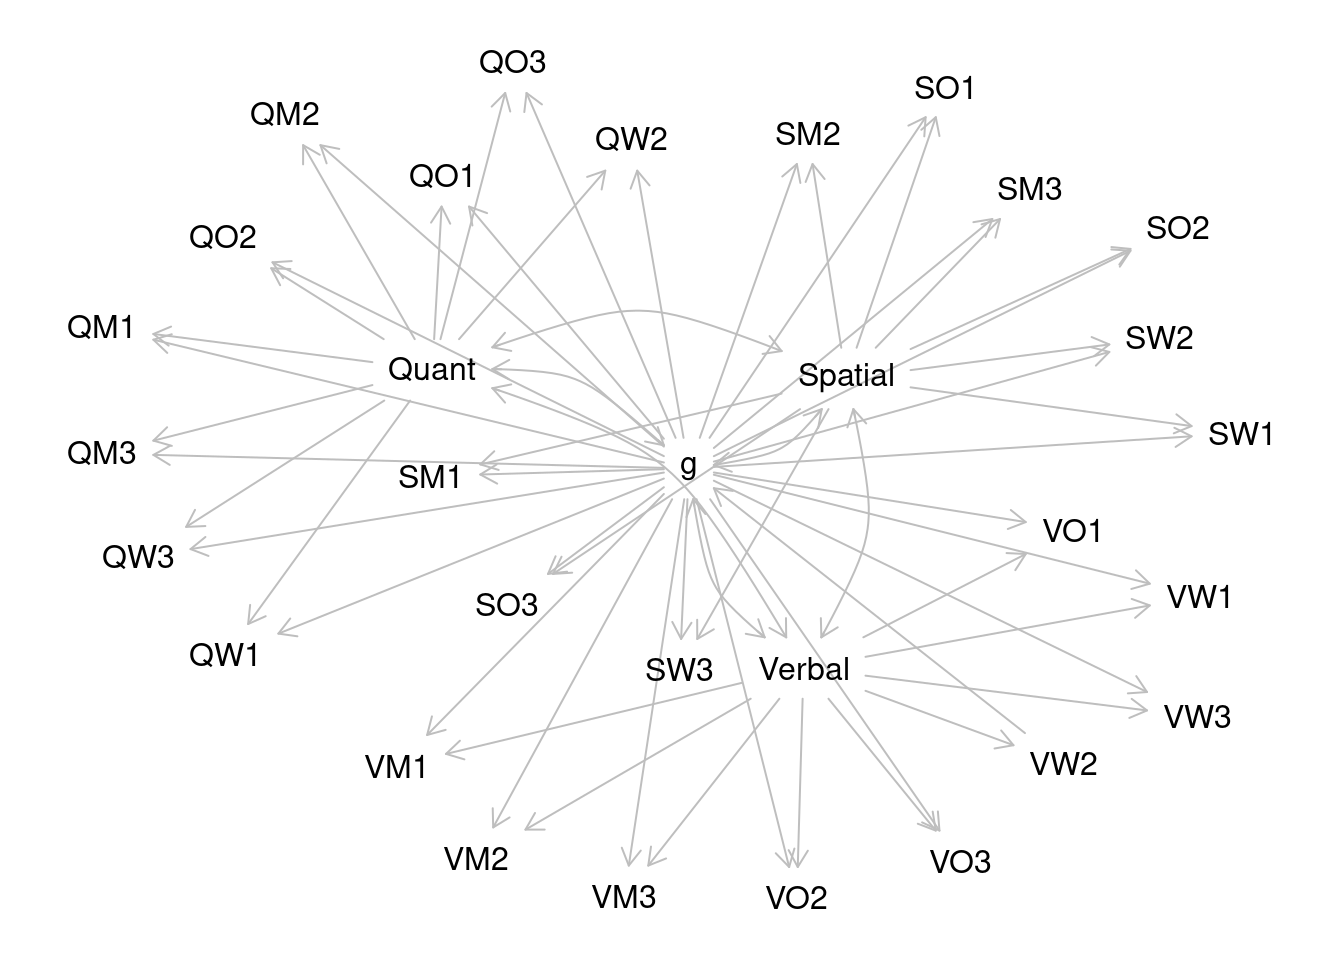 QO3
SO1
QM2
SM2
QW2
QO1
SM3
SO2
QO2
QM1
SW2
Quant
Spatial
SW1
QM3
g
SM1
VO1
QW3
VW1
SO3
QW1
SW3
Verbal
VW3
VW2
VM1
VM2
VO3
VM3
VO2